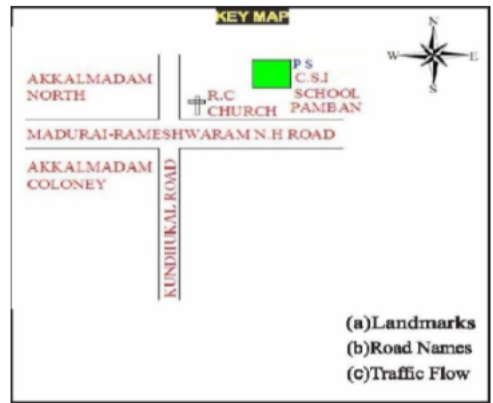 KEY MAP
N
W E
S
P S
C.S.I
SCHOOL
PAMBAN
AKKALMADAM
NORTH
R.C
CHURCH
MADURAI-RAMESHWARAM N.H ROAD
AKKALMADAM
COLONEY
KUNDHUKAL ROAD
(a)Landmarks
(b)Road Names
(c)Traffic Flow